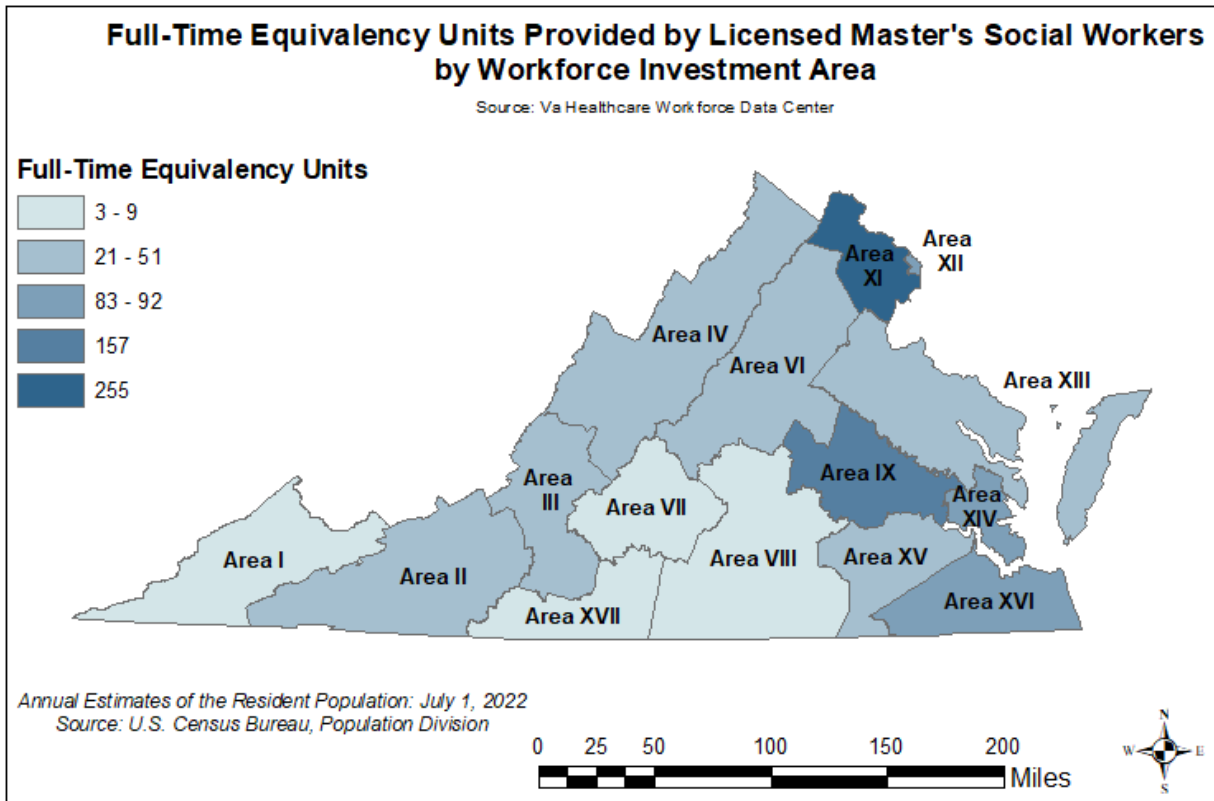 Full-Time Equivalency Units Provided by Licensed Master's Social Workers
by Workforce Investment Area
Source: Va Healthcare Workforce Data Center
Full-Time Equivalency Units
3 - 9
21 - 51
83 - 92
157
255
Area
XII
Area
XI
Area IV
Area VI
Area XIII
Area
III
Area IX
Area VII
Area
XIV
Area I
Area II
Area VIII
Area XV
Area XVII
Area XVI
Annual Estimates of the Resident Population: July 1, 2022
Source: U.S. Census Bureau, Population Division
0 25 50 100 150 200
Miles
N
W E
S